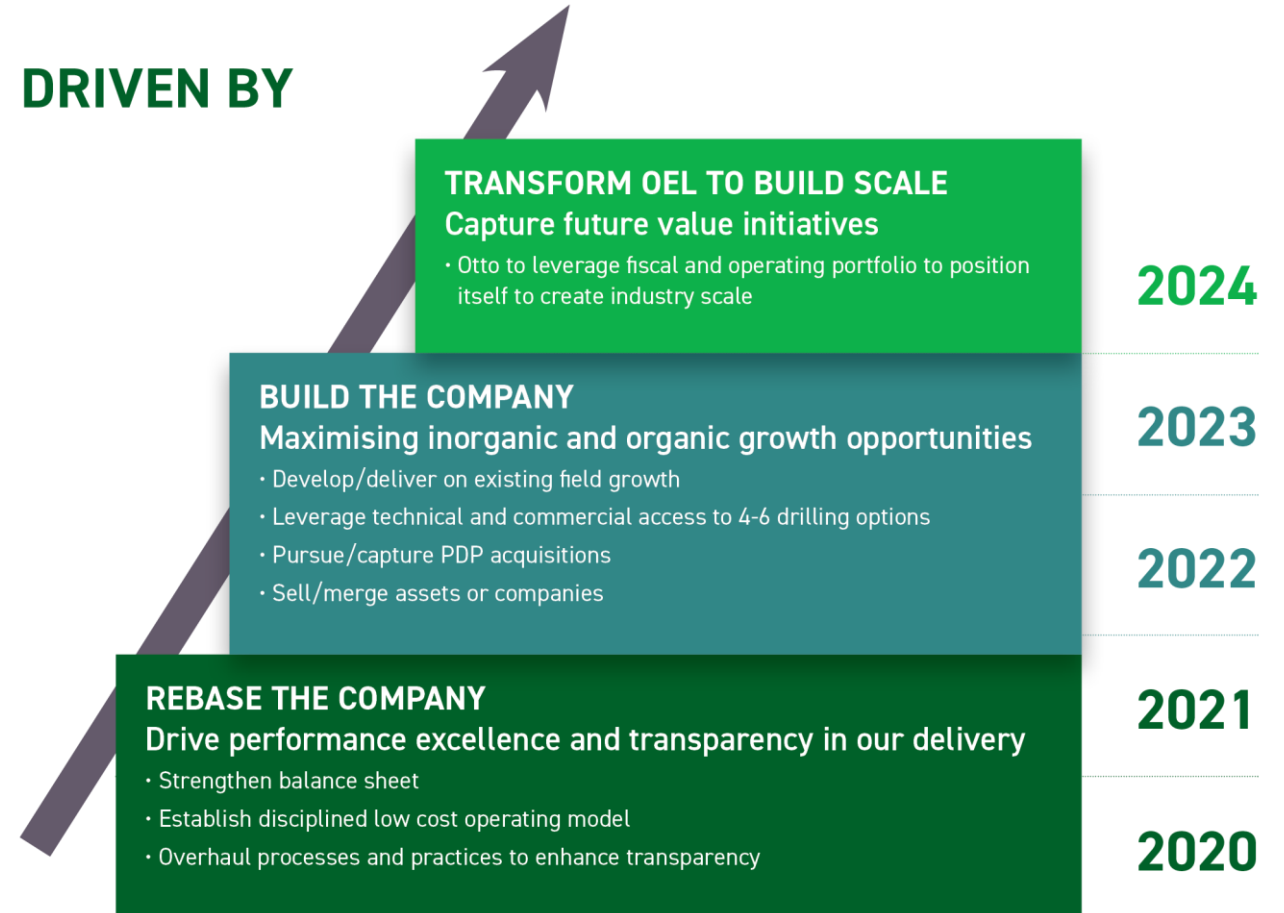 DRIVEN BY
TRANSFORM OEL TO BUILD SCALE
Capture future value initiatives
· Otto to leverage fiscal and operating portfolio to position
itself to create industry scale
2024
BUILD THE COMPANY
Maximising inorganic and organic growth opportunities
· Develop/deliver on existing field growth
· Leverage technical and commercial access to 4-6 drilling options
· Pursue/capture PDP acquisitions
· Sell/merge assets or companies
2023
2022
REBASE THE COMPANY
Drive performance excellence and transparency in our delivery
· Strengthen balance sheet
· Establish disciplined low cost operating model
· Overhaul processes and practices to enhance transparency
2021
2020